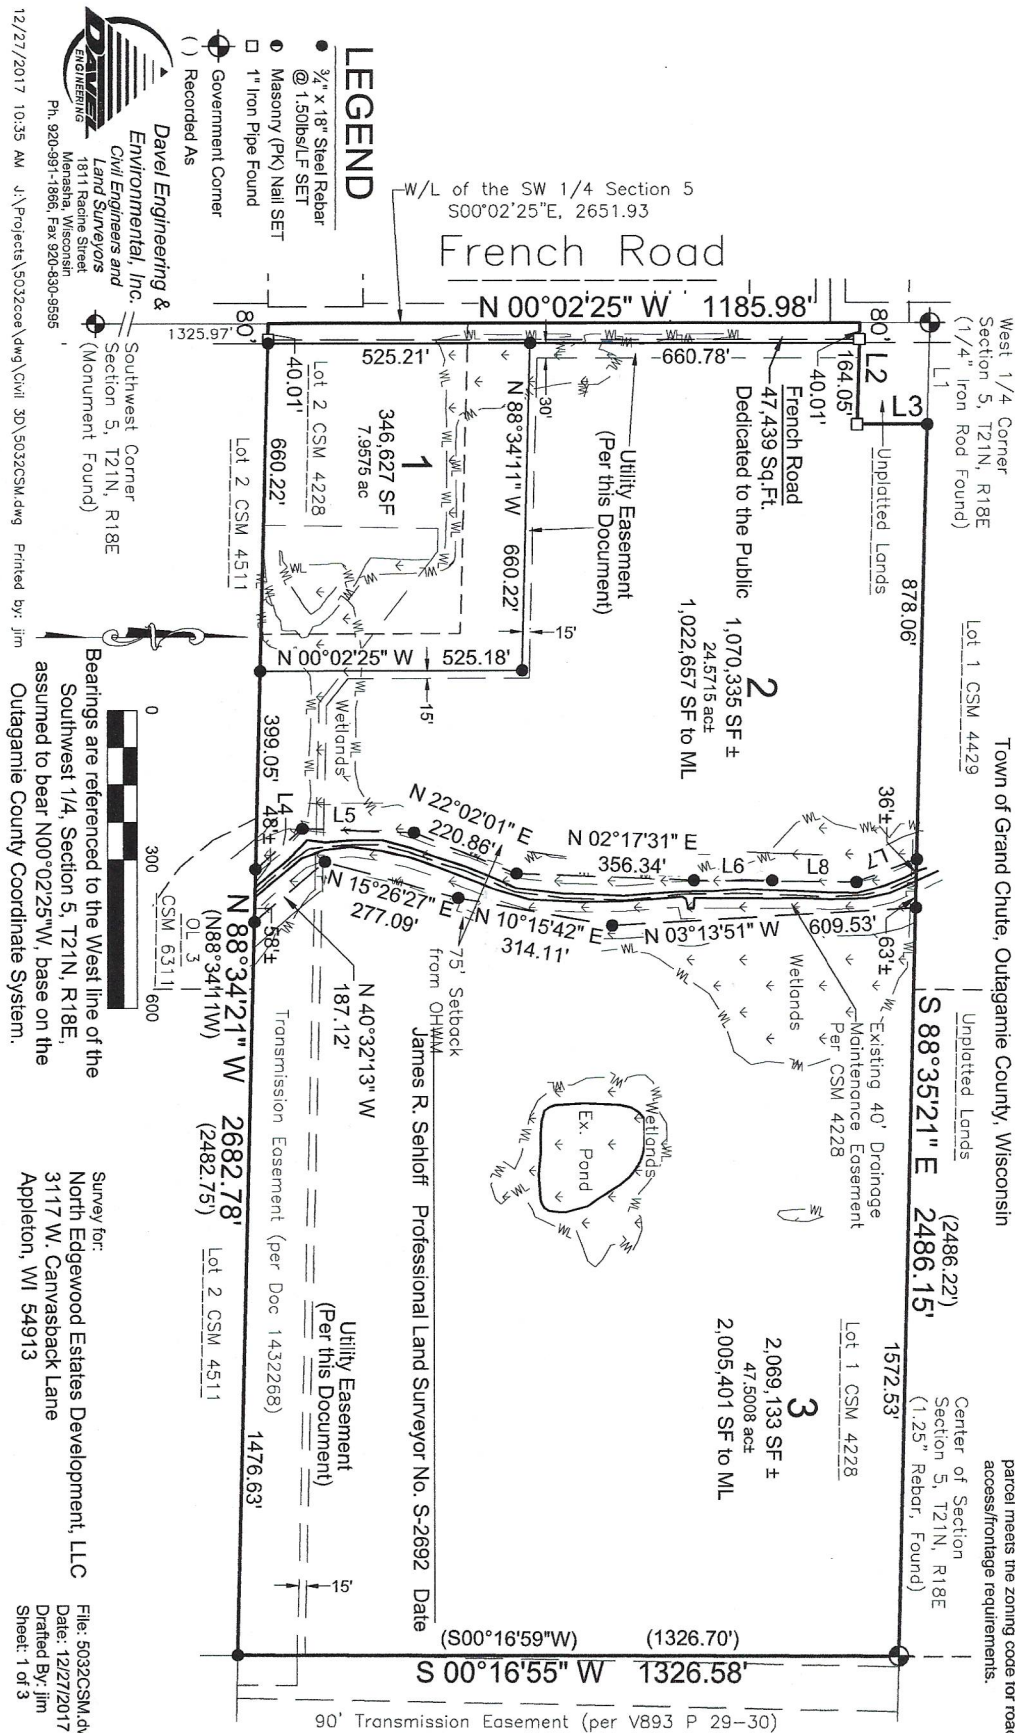 parcel meets the zoning code for road
access/frontage requirements.
Town of Grand Chute, Outagamie County, Wisconsin
West 1/4 Corner
Section 5, T21N, R18E
(1/4" Iron Rod Found)
Lot 1 CSM 4429
Unplatted Lands
Center of Section
Section 5, T21N, R18E
(1.25" Rebar, Found)
L1
878.06'
S 88°35'21" E 2486.15'
(2486.22')
1572.53'
80'
L2
L3
164.05'
40.01'
Unplatted Lands
36'±
L7
63'±
French Road
W/L of the SW 1/4 Section 5
S00°02'25"E, 2651.93
N 00°02'25" W 1185.98'
660.78'
525.21'
French Road
47,439 Sq.Ft.
Dedicated to the Public
2
1,070,335 SF ±
24.5715 ac±
1,022,657 SF to ML
Utility Easement
(Per this Document)
30'
N 88°34'11" W 660.22'
15'
1
346,627 SF
7.9575 ac
Lot 2 CSM 4228
N 00°02'25" W 525.18'
15'
40.01'
80'
1325.97'
660.22'
Lot 2 CSM 4511
399.05'
48'±
L4
L5
Wetlands
N 22°02'01" E
220.86'
N 02°17'31" E
356.34'
L6
L8
N 15°26'27" E
277.09'
N 10°15'42" E
314.11'
N 03°13'51" W
609.53'
58'±
N 40°32'13" W
187.12'
75' Setback
from OHWM
Wetlands
Existing 40' Drainage
Maintenance Easement
Per CSM 4228
Wetlands
Ex. Pond
3
2,069,133 SF ±
47.5008 ac±
2,005,401 SF to ML
Lot 1 CSM 4228
James R. Sehloff Professional Land Surveyor No. S-2692 Date
Utility Easement
(Per this Document)
15'
Transmission Easement (per Doc 1432268)
N 88°34'21" W 2682.78'
(N88°34'11W)
(2482.75')
1476.63'
Lot 2 CSM 4511
OL 3
CSM 6311
(S00°16'59"W) (1326.70')
S 00°16'55" W 1326.58'
90' Transmission Easement (per V893 P 29-30)
LEGEND
¾" x 18" Steel Rebar
@ 1.50lbs/LF SET
Masonry (PK) Nail SET
1" Iron Pipe Found
Government Corner
( ) Recorded As
Southwest Corner
Section 5, T21N, R18E
(Monument Found)
0 300 600
Bearings are referenced to the West line of the
Southwest 1/4, Section 5, T21N, R18E,
assumed to bear N00°02'25"W, base on the
Outagamie County Coordinate System.
Survey for:
North Edgewood Estates Development, LLC
3117 W. Canvasback Lane
Appleton, WI 54913
DAVEL
ENGINEERING
Davel Engineering &
Environmental, Inc.
Civil Engineers and
Land Surveyors
1811 Racine Street
Menasha, Wisconsin
Ph. 920-991-1866, Fax 920-830-9595
File: 5032CSM.dw
Date: 12/27/2017
Drafted By: jim
Sheet: 1 of 3
12/27/2017 10:35 AM J:\Projects\5032coe\dwg\Civil 3D\5032CSM.dwg Printed by: jim